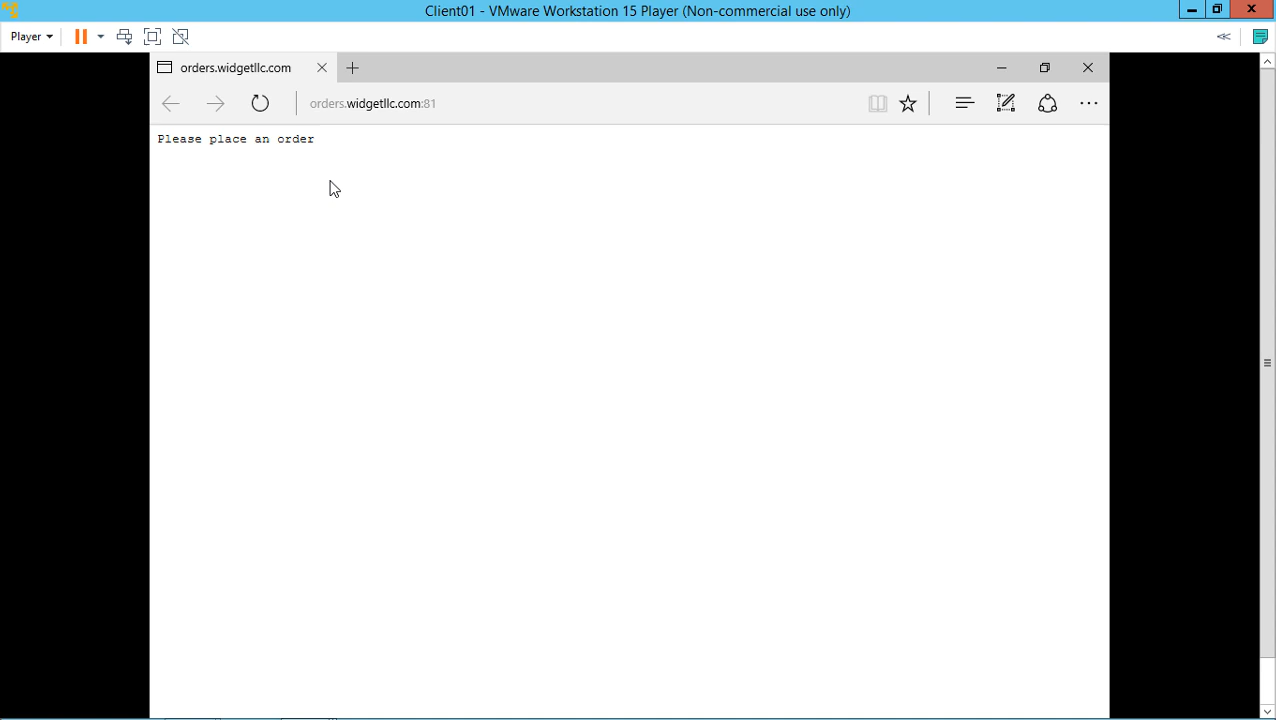 Client01 - VMware Workstation 15 Player (Non-commercial use only)
Player
orders.widgetllc.com
orders.widgetllc.com:81
Please place an order